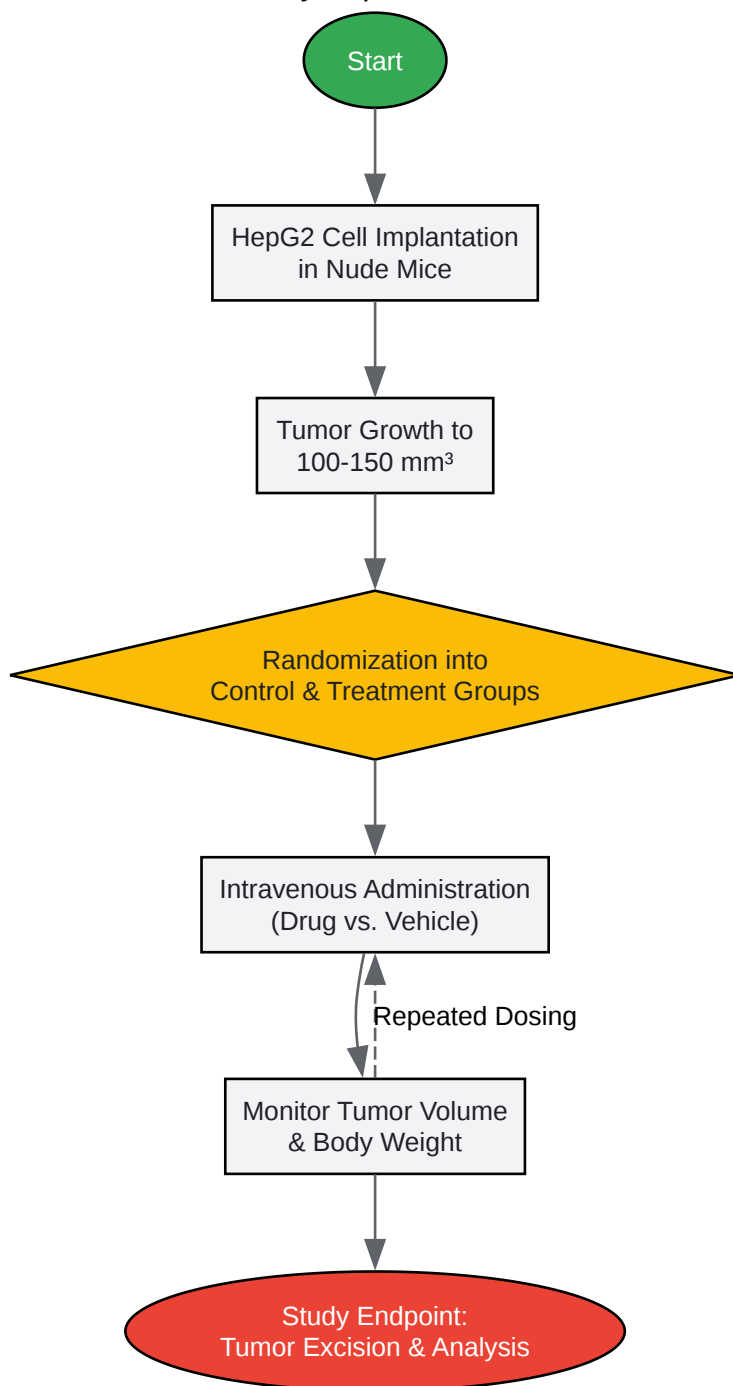 Start
HepG2 Cell Implantation
in Nude Mice
Tumor Growth to
100-150 mm³
Randomization into
Control & Treatment Groups
Intravenous Administration
(Drug vs. Vehicle)
Repeated Dosing
Monitor Tumor Volume
& Body Weight
Study Endpoint:
Tumor Excision & Analysis